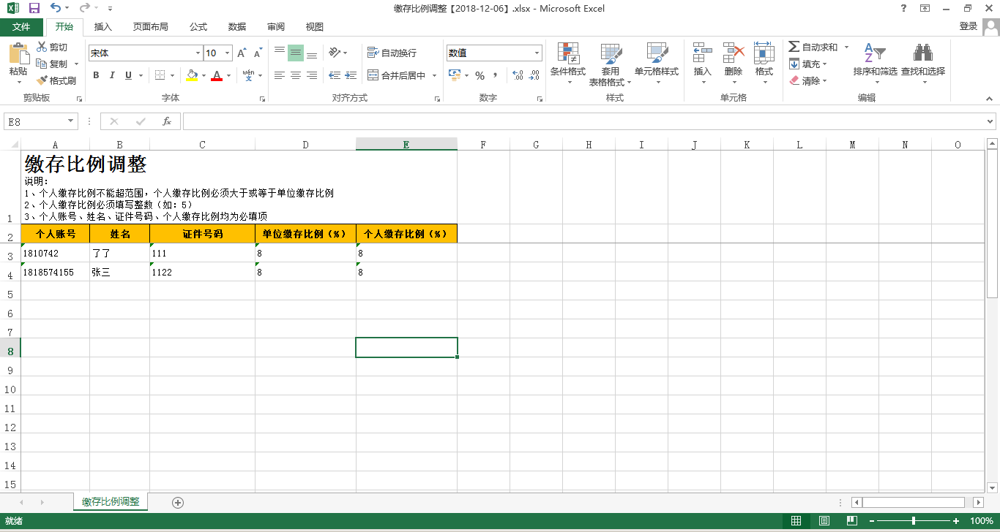 缴存比例调整【2018-12-06】.xlsx - Microsoft Excel
文件 开始 插入 页面布局 公式 数据 审阅 视图 登录
粘贴 剪切 复制 格式刷 剪贴板
宋体 10 B I U wén 文 字体
自动换行 合并后居中 对齐方式
数值 % 数字
条件格式 套用表格格式 单元格样式 样式
插入 删除 格式 单元格
自动求和 填充 清除 排序和筛选 查找和选择 编辑
E8 fx
A B C D E F G H I J K L M N O
缴存比例调整
说明:
1、个人缴存比例不能超范围，个人缴存比例必须大于或等于单位缴存比例
2、个人缴存比例必须填写整数（如：5）
1 3、个人账号、姓名、证件号码、个人缴存比例均为必填项
2 个人账号 姓名 证件号码 单位缴存比例（%） 个人缴存比例（%）
3 1810742 了了 111 8 8
4 1818574155 张三 1122 8 8
5
6
7
8
9
10
11
12
13
14
15
缴存比例调整
就绪 100%